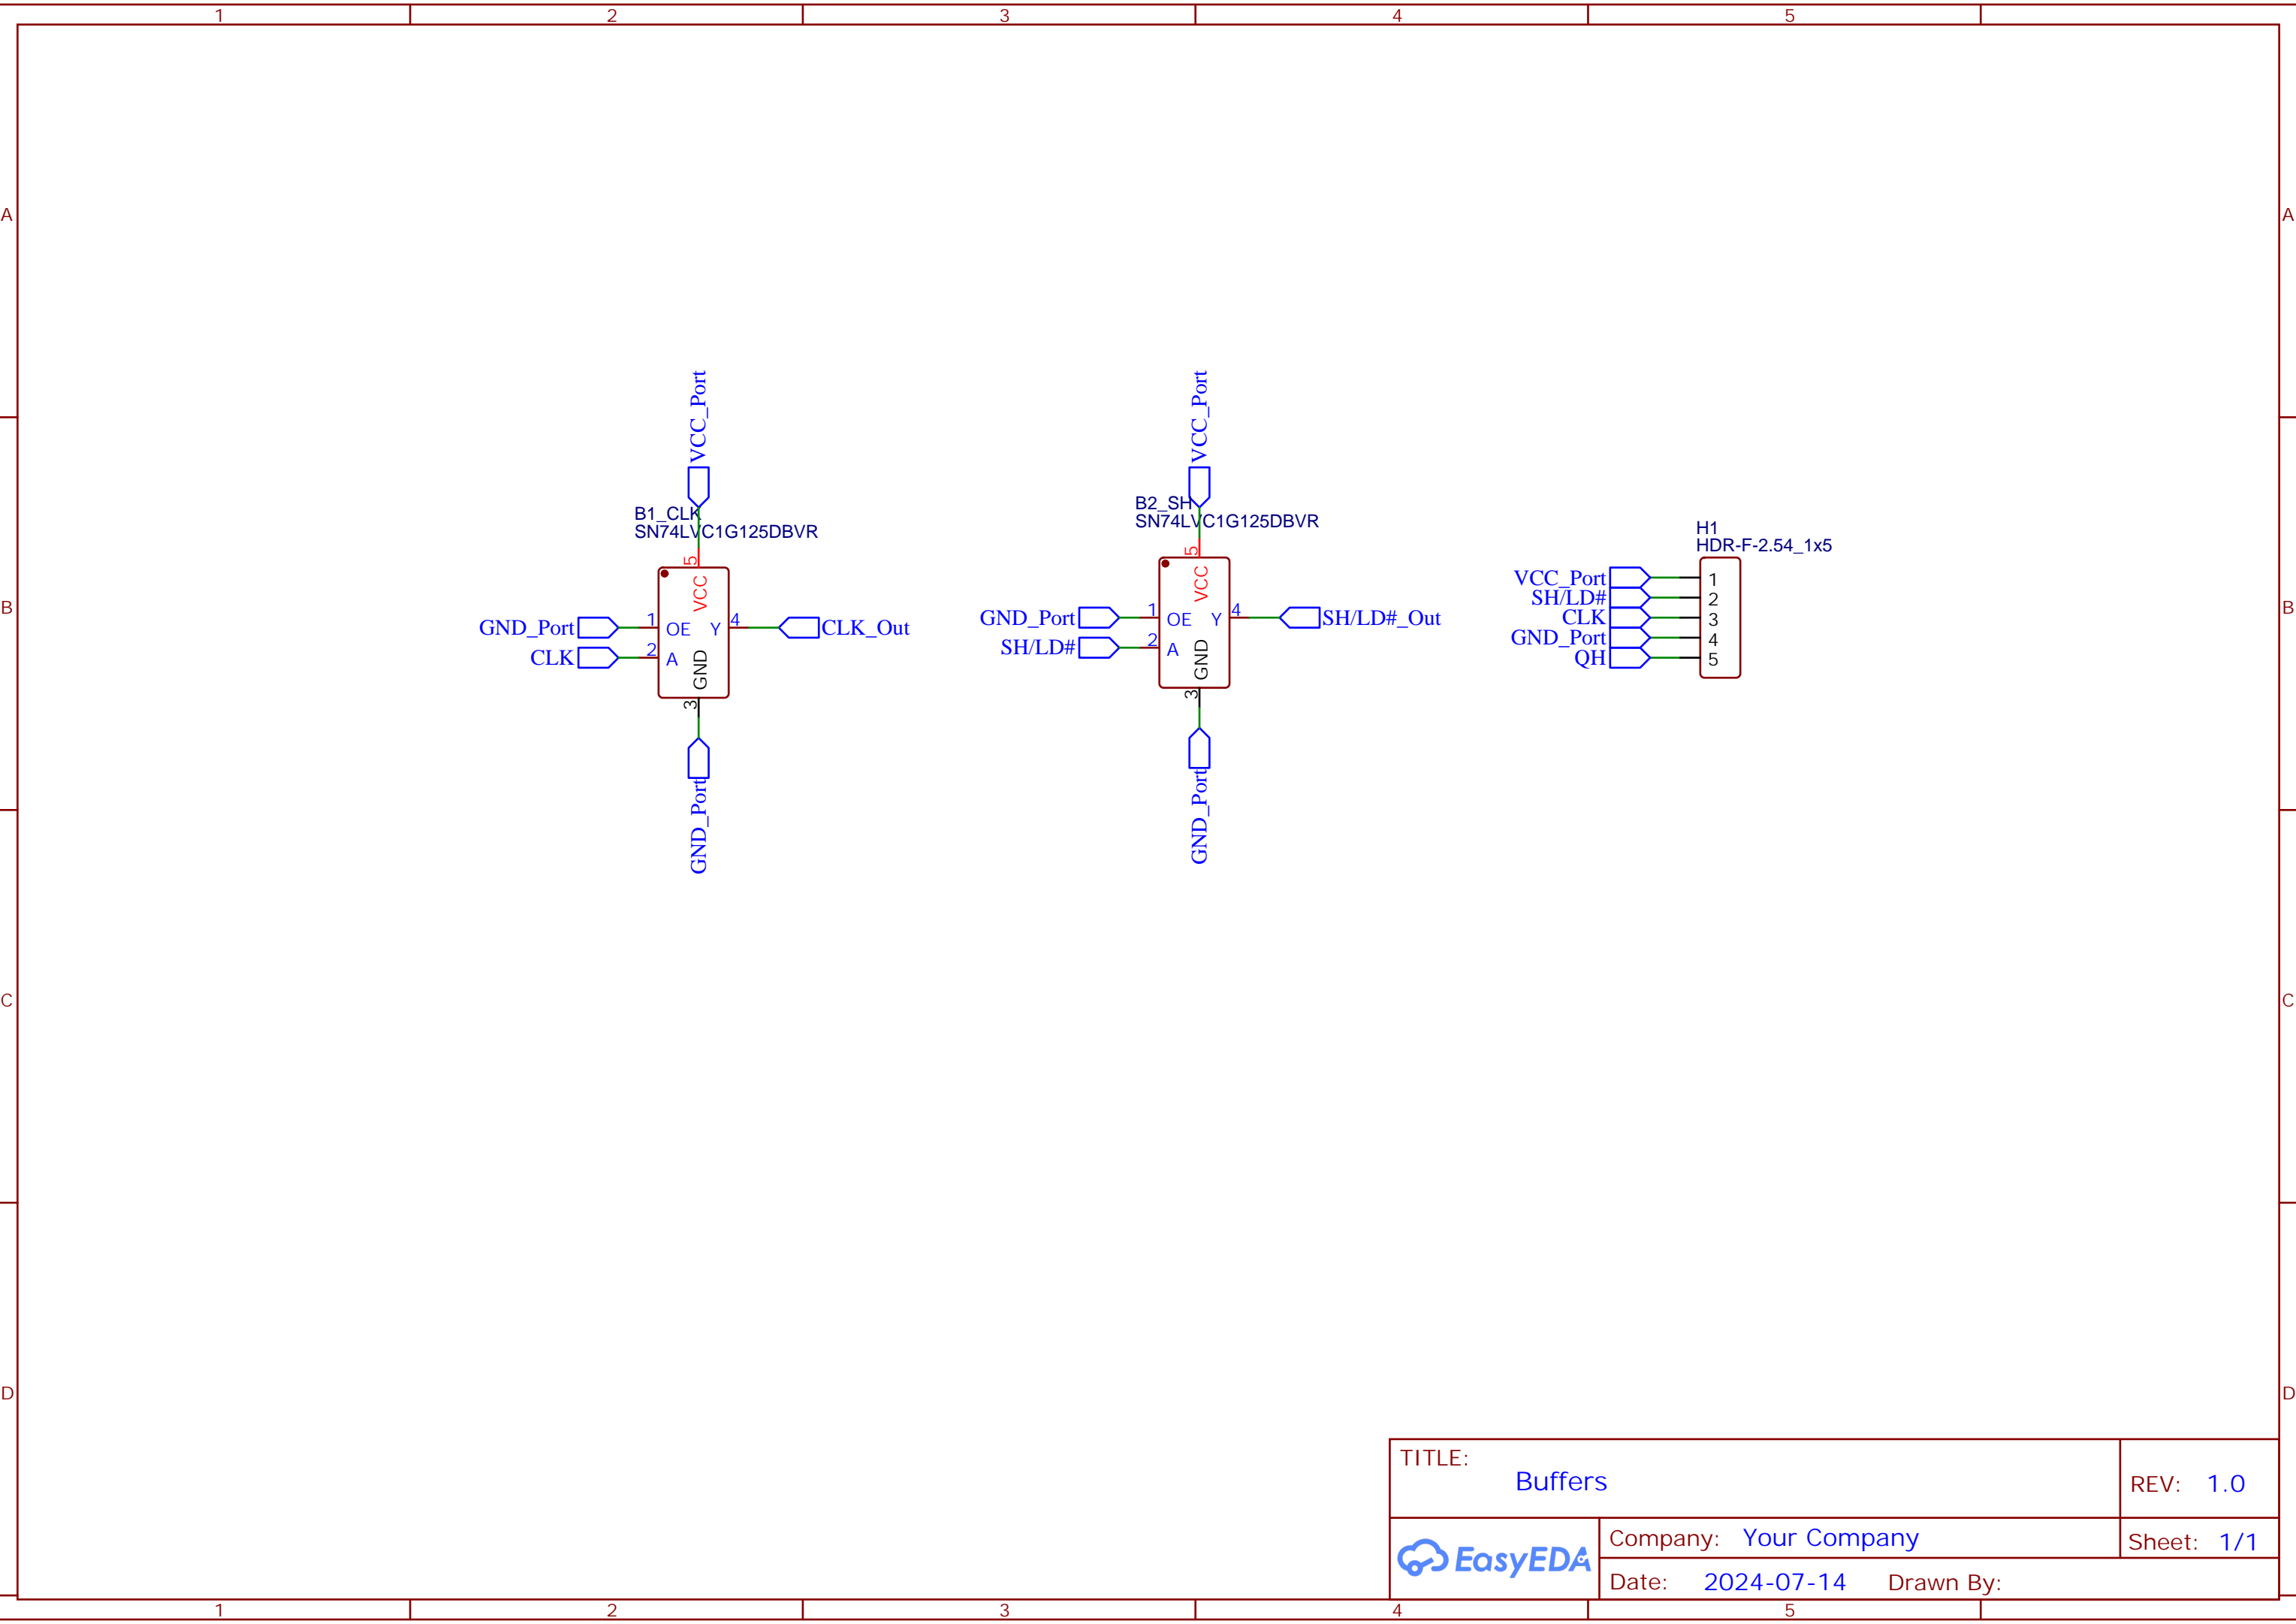 1 2 3 4 5
A A
VCC_Port VCC_Port
B1_CLK
SN74LVC1G125DBVR
B2_SH
SN74LVC1G125DBVR
H1
HDR-F-2.54_1x5
B B
5
VCC
GND_Port 1 OE Y 4 CLK_Out
CLK 2 A
GND
3
GND_Port
5
VCC
GND_Port 1 OE Y 4 SH/LD#_Out
SH/LD# 2 A
GND
3
GND_Port
VCC_Port 1
SH/LD# 2
CLK 3
GND_Port 4
QH 5
C C
D D
TITLE:
Buffers
REV: 1.0
EasyEDA
Company: Your Company
Sheet: 1/1
Date: 2024-07-14 Drawn By:
1 2 3 4 5